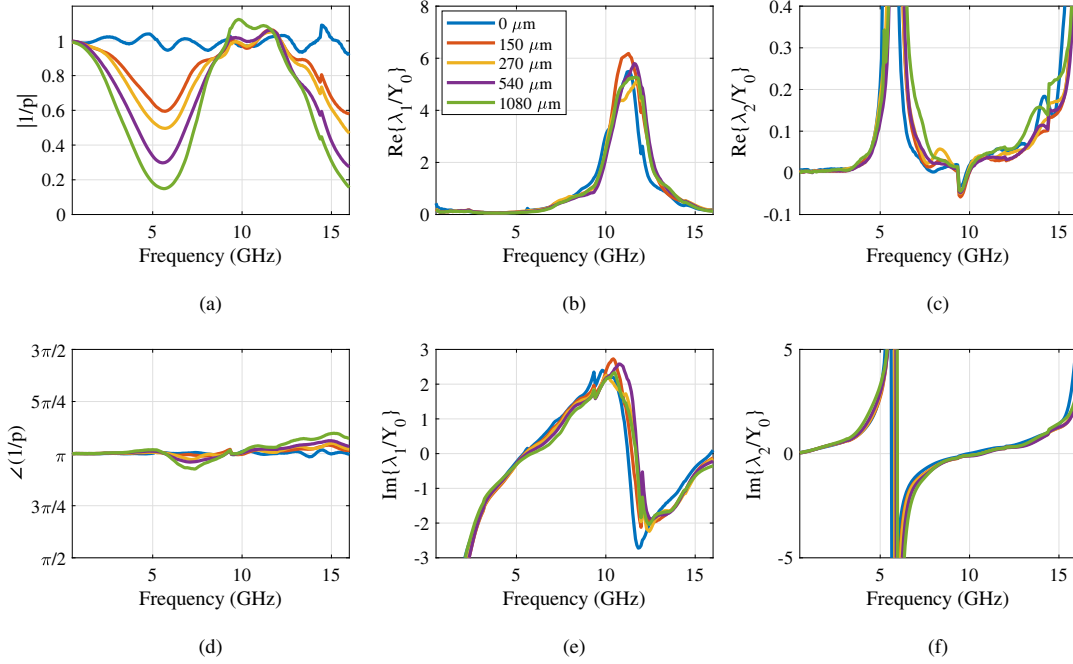 1
0.8
0.6
0.4
0.2
0
|1/p|
5
10
15
Frequency (GHz)
(a)
8
6
4
2
0
Re{λ1/Y0}
0 μm
150 μm
270 μm
540 μm
1080 μm
5
10
15
Frequency (GHz)
(b)
0.4
0.3
0.2
0.1
0
-0.1
Re{λ2/Y0}
5
10
15
Frequency (GHz)
(c)
3π/2
5π/4
π
3π/4
π/2
∠(1/p)
5
10
15
Frequency (GHz)
(d)
3
2
1
0
-1
-2
-3
Im{λ1/Y0}
5
10
15
Frequency (GHz)
(e)
5
0
-5
Im{λ2/Y0}
5
10
15
Frequency (GHz)
(f)